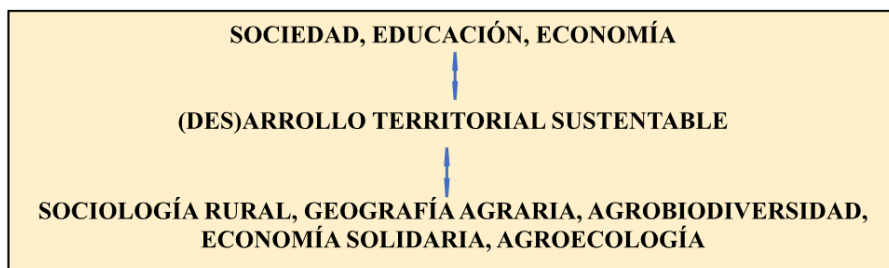 SOCIEDAD, EDUCACIÓN, ECONOMÍA
(DES)ARROLLO TERRITORIAL SUSTENTABLE
SOCIOLOGÍA RURAL, GEOGRAFÍA AGRARIA, AGROBIODIVERSIDAD,
ECONOMÍA SOLIDARIA, AGROECOLOGÍA